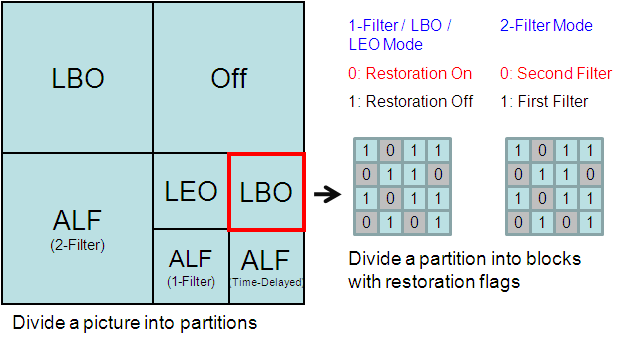 LBO
Off
LEO
LBO
ALF
(2-Filter)
ALF
(1-Filter)
ALF
(Time-Delayed)
Divide a picture into partitions
1-Filter / LBO /
LEO Mode
0: Restoration On
1: Restoration Off
2-Filter Mode
0: Second Filter
1: First Filter
1 0 1 1
0 1 1 0
1 0 1 1
0 1 0 1
1 0 1 1
0 1 1 0
1 0 1 1
0 1 0 1
Divide a partition into blocks
with restoration flags